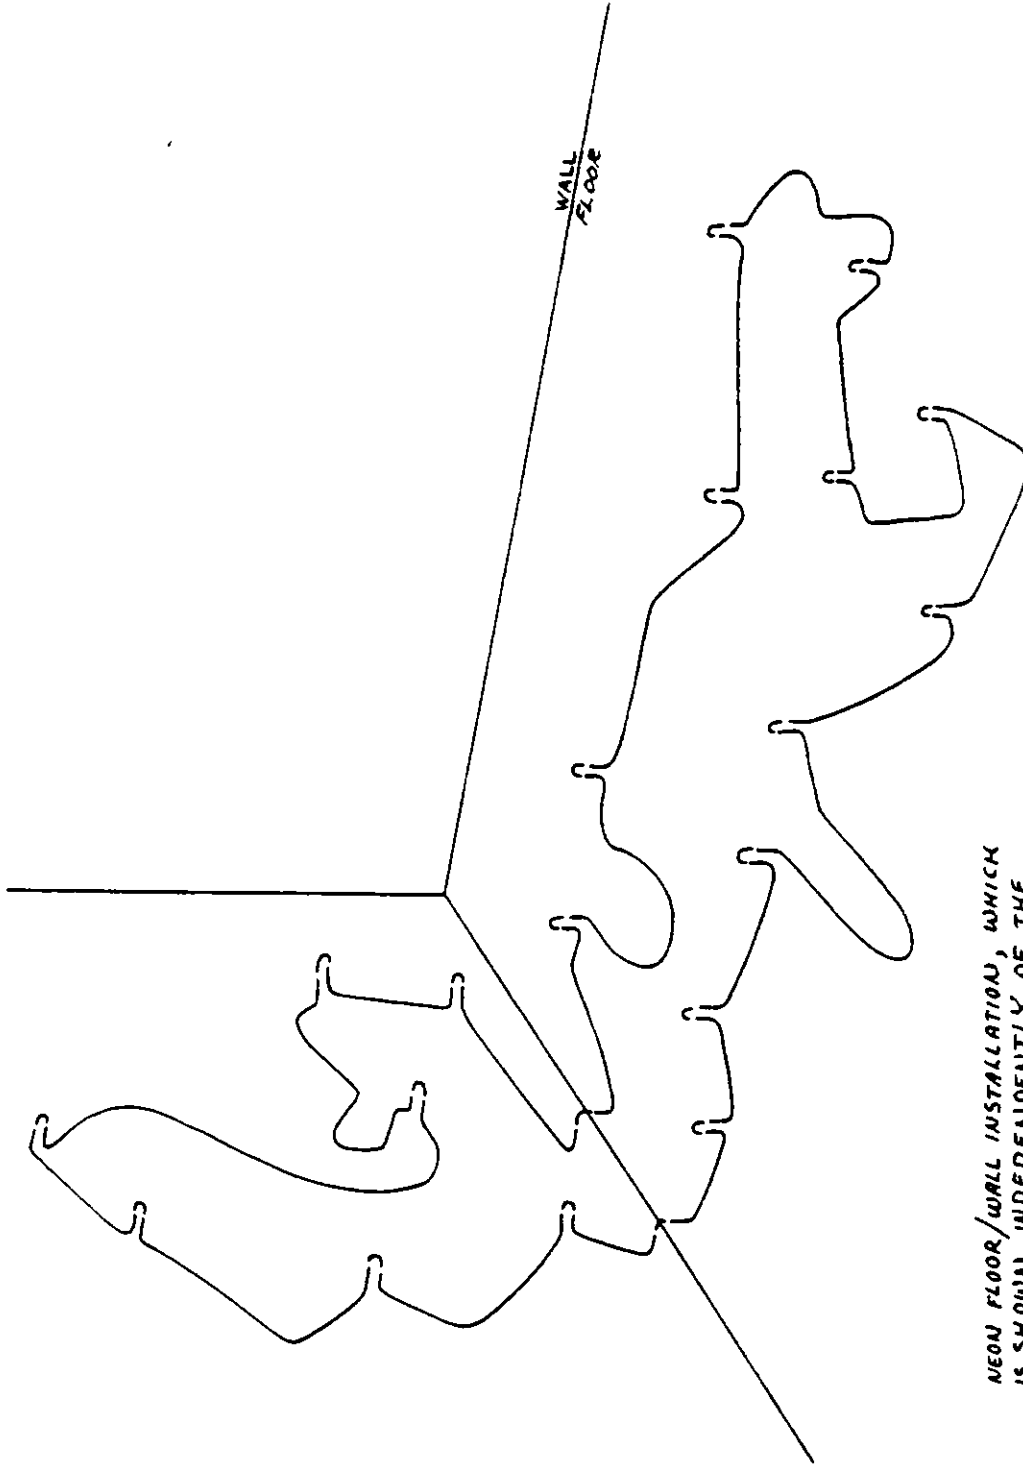 WALL
FLOOR
NEON FLOOR/WALL INSTALLATION, WHICH
IS SHOWN INDEPENDENTLY OF THE